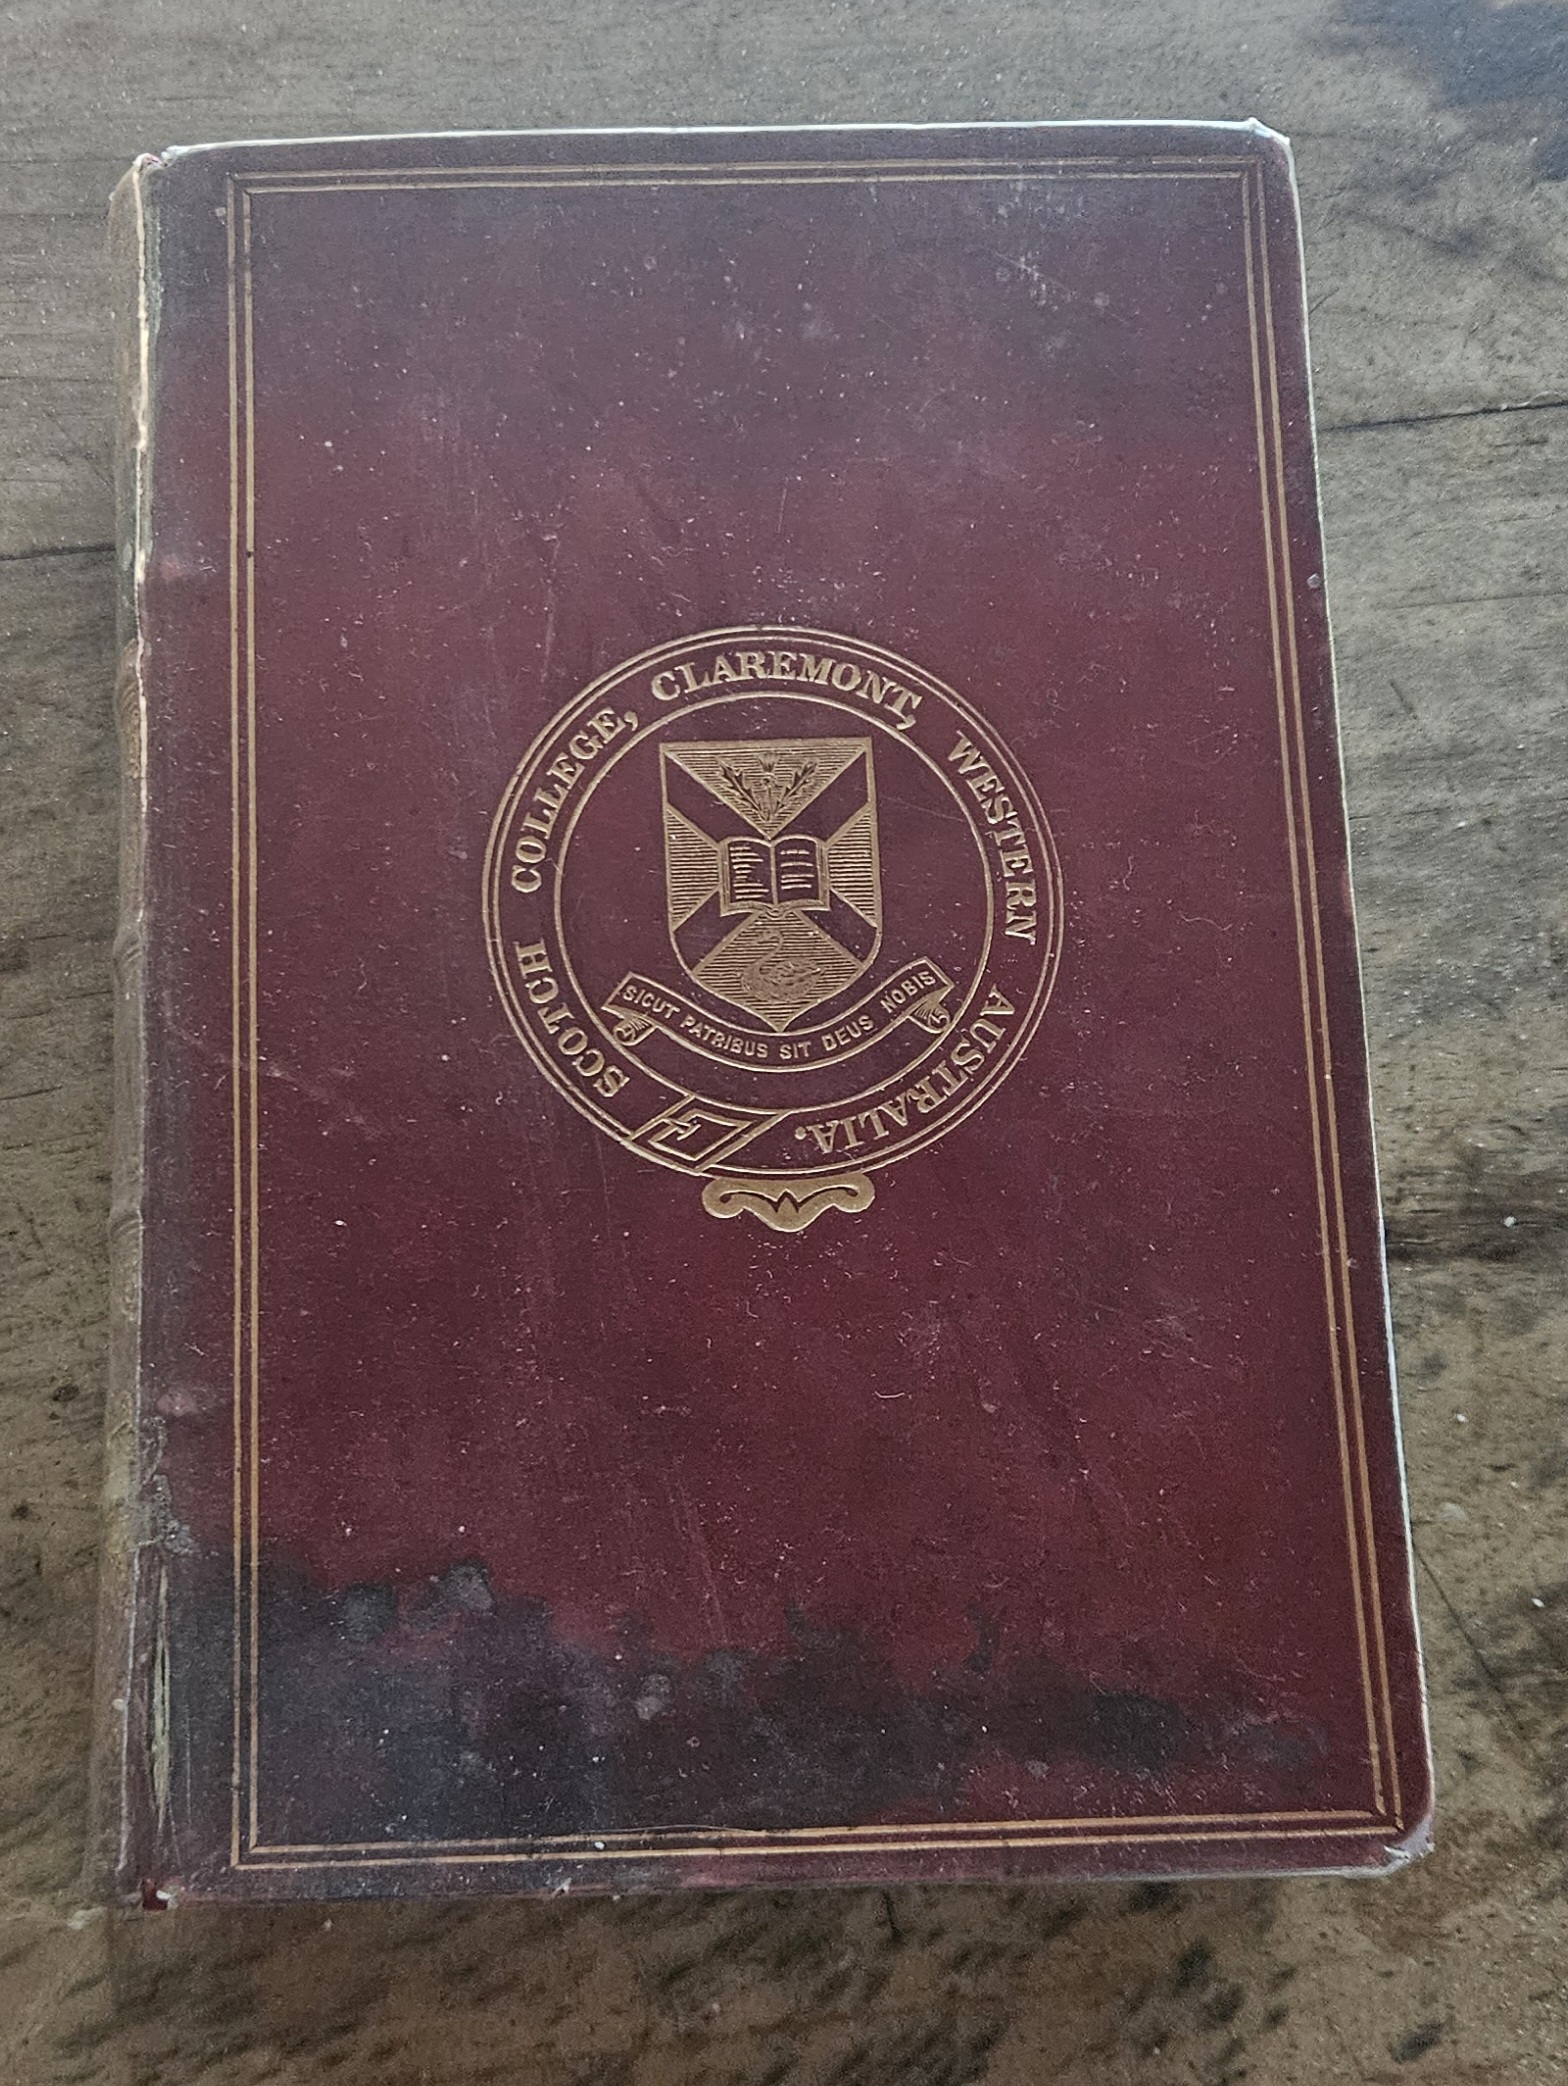 SCOTCH COLLEGE, CLAREMONT, WESTERN AUSTRALIA.
SICUT PATRIBUS SIT DEUS NOBIS